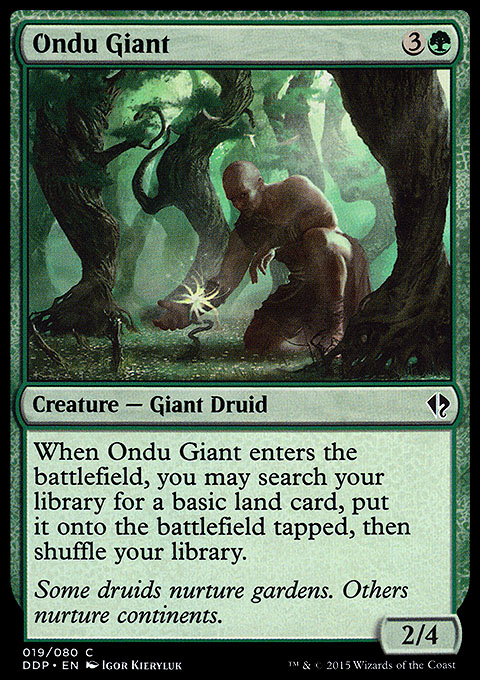 Ondu Giant 3
Creature — Giant Druid
When Ondu Giant enters the
battlefield, you may search your
library for a basic land card, put
it onto the battlefield tapped, then
shuffle your library.
Some druids nurture gardens. Others
nurture continents.
2/4
019/080 C
DDP • EN Igor Kieryluk
™ & © 2015 Wizards of the Coast